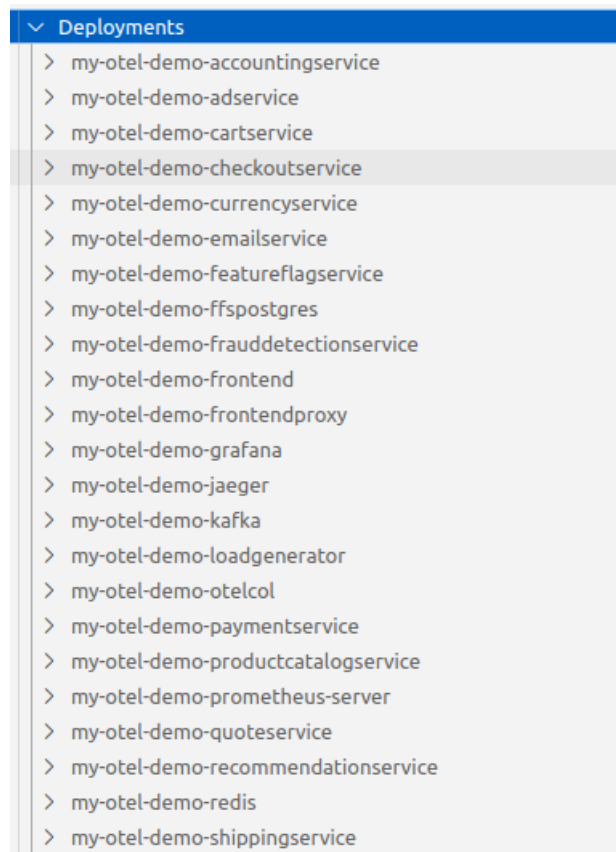 Deployments
my-otel-demo-accountingservice
my-otel-demo-adservice
my-otel-demo-cartservice
my-otel-demo-checkoutservice
my-otel-demo-currencyservice
my-otel-demo-emailservice
my-otel-demo-featureflagservice
my-otel-demo-ffspostgres
my-otel-demo-frauddetectionservice
my-otel-demo-frontend
my-otel-demo-frontendproxy
my-otel-demo-grafana
my-otel-demo-jaeger
my-otel-demo-kafka
my-otel-demo-loadgenerator
my-otel-demo-otelcol
my-otel-demo-paymentservice
my-otel-demo-productcatalogservice
my-otel-demo-prometheus-server
my-otel-demo-quoteservice
my-otel-demo-recommendationservice
my-otel-demo-redis
my-otel-demo-shippingservice